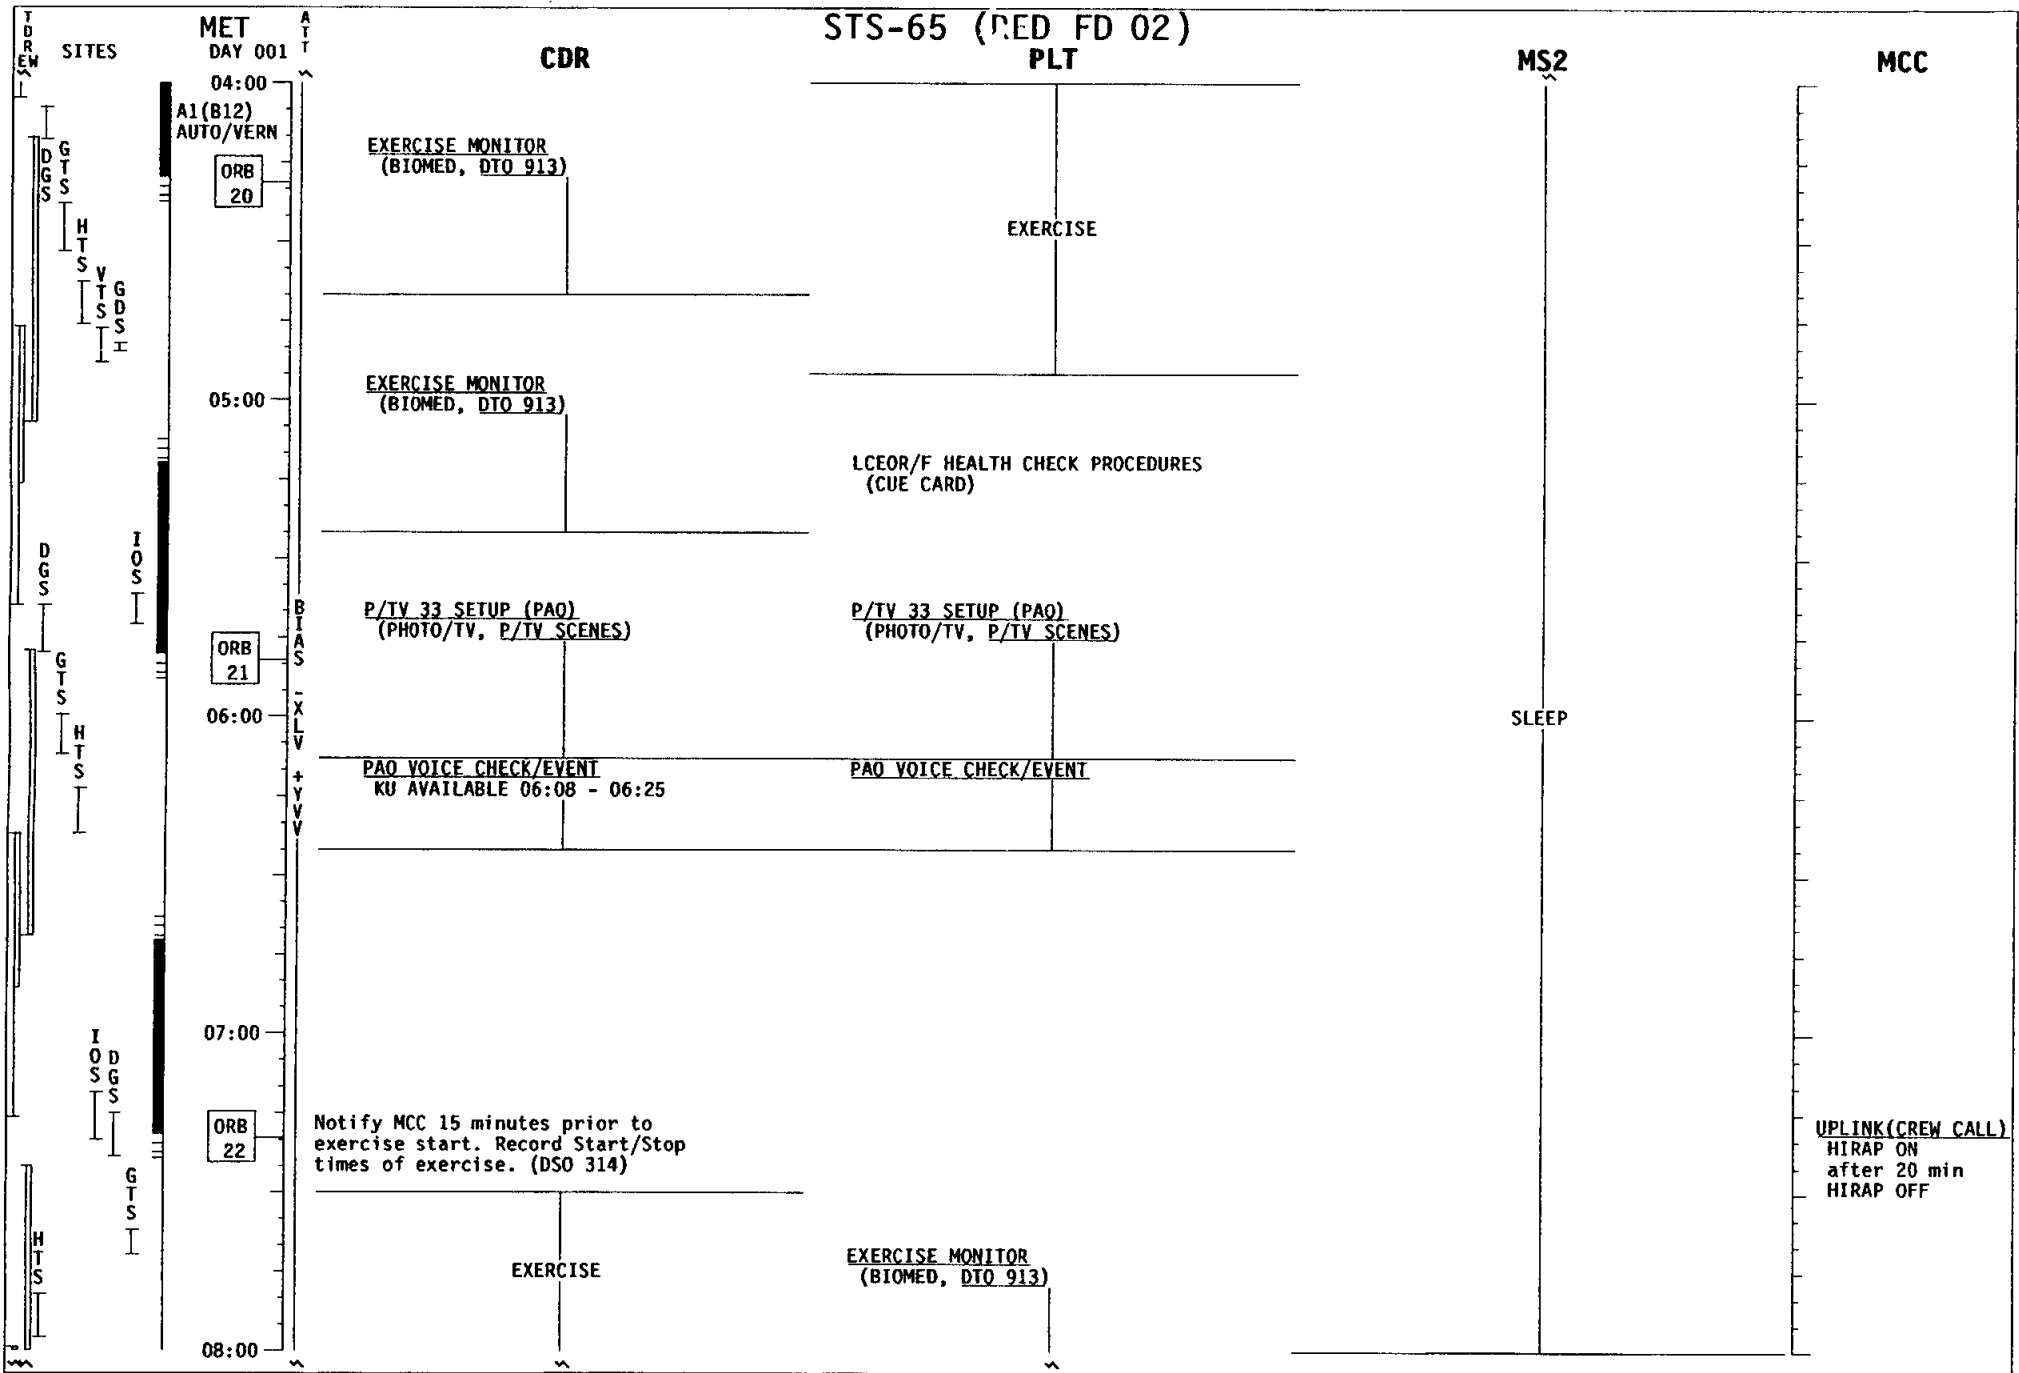 STS-65 (RED FD 02)
TDRS
EW
SITES
MET
DAY 001
ATT
CDR
PLT
MS2
MCC
04:00
A1(B12)
AUTO/VERN
DGS
GTS
HTS
VTS
GDS
ORB
20
EXERCISE MONITOR
(BIOMED, DTO 913)
EXERCISE
05:00
EXERCISE MONITOR
(BIOMED, DTO 913)
LCEOR/F HEALTH CHECK PROCEDURES
(CUE CARD)
IOS
DGS
GTS
HTS
ORB
21
BIAS -XLV +YVV
P/TV 33 SETUP (PAO)
(PHOTO/TV, P/TV SCENES)
P/TV 33 SETUP (PAO)
(PHOTO/TV, P/TV SCENES)
06:00
SLEEP
PAO VOICE CHECK/EVENT
KU AVAILABLE 06:08 - 06:25
PAO VOICE CHECK/EVENT
07:00
IOS
DGS
GTS
HTS
ORB
22
Notify MCC 15 minutes prior to
exercise start. Record Start/Stop
times of exercise. (DSO 314)
UPLINK(CREW CALL)
HIRAP ON
after 20 min
HIRAP OFF
EXERCISE
EXERCISE MONITOR
(BIOMED, DTO 913)
08:00